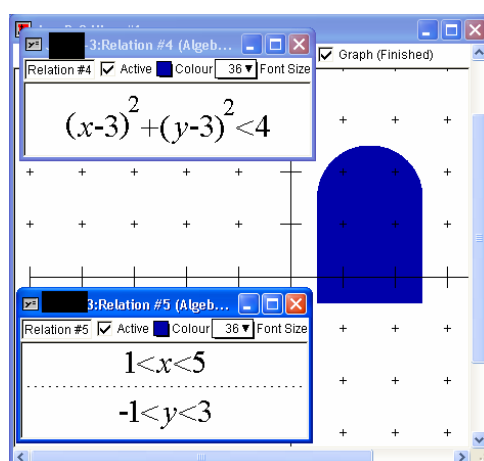 -3:Relation #4 (Algeb...
Relation #4 Active Colour 36 Font Size
(x-3)²+(y-3)²<4
Graph (Finished)
3:Relation #5 (Algeb...
Relation #5 Active Colour 36 Font Size
1<x<5
-1<y<3